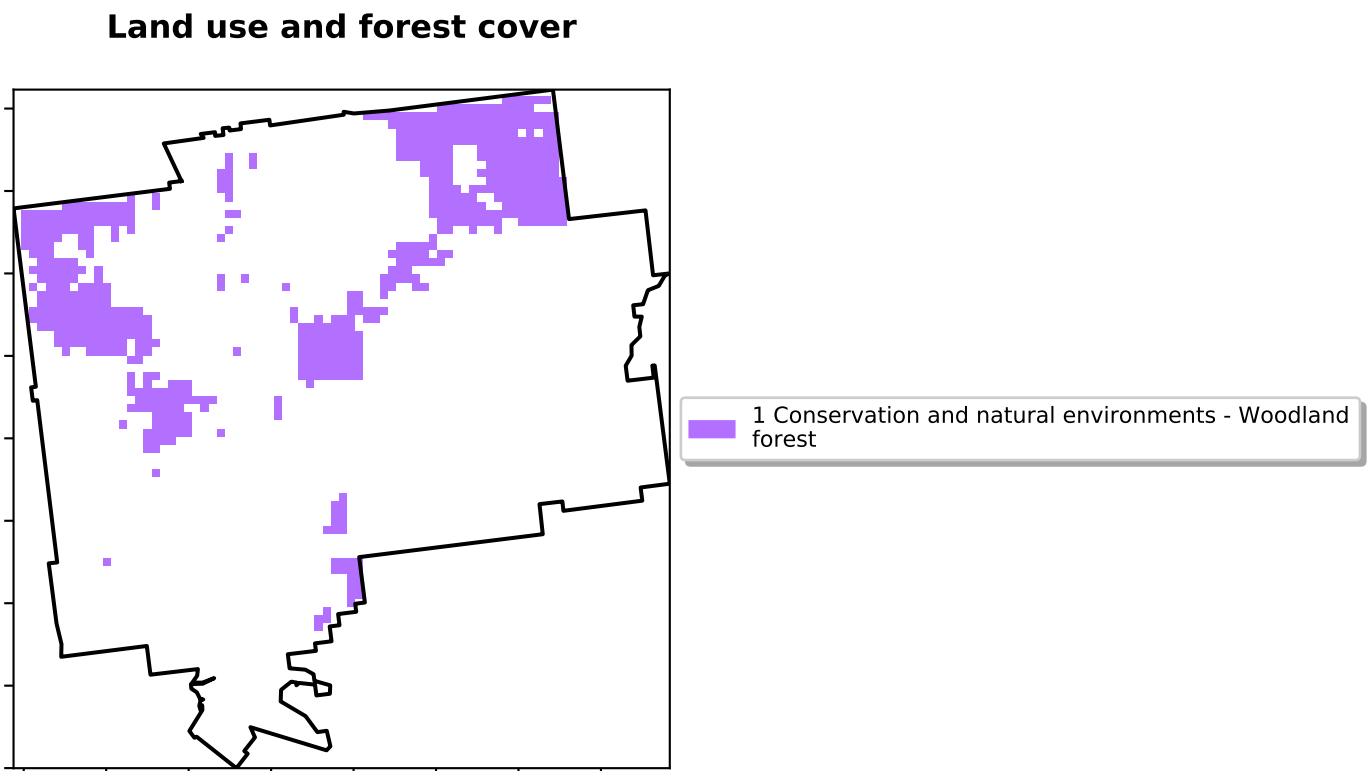 Land use and forest cover
1 Conservation and natural environments - Woodland
forest